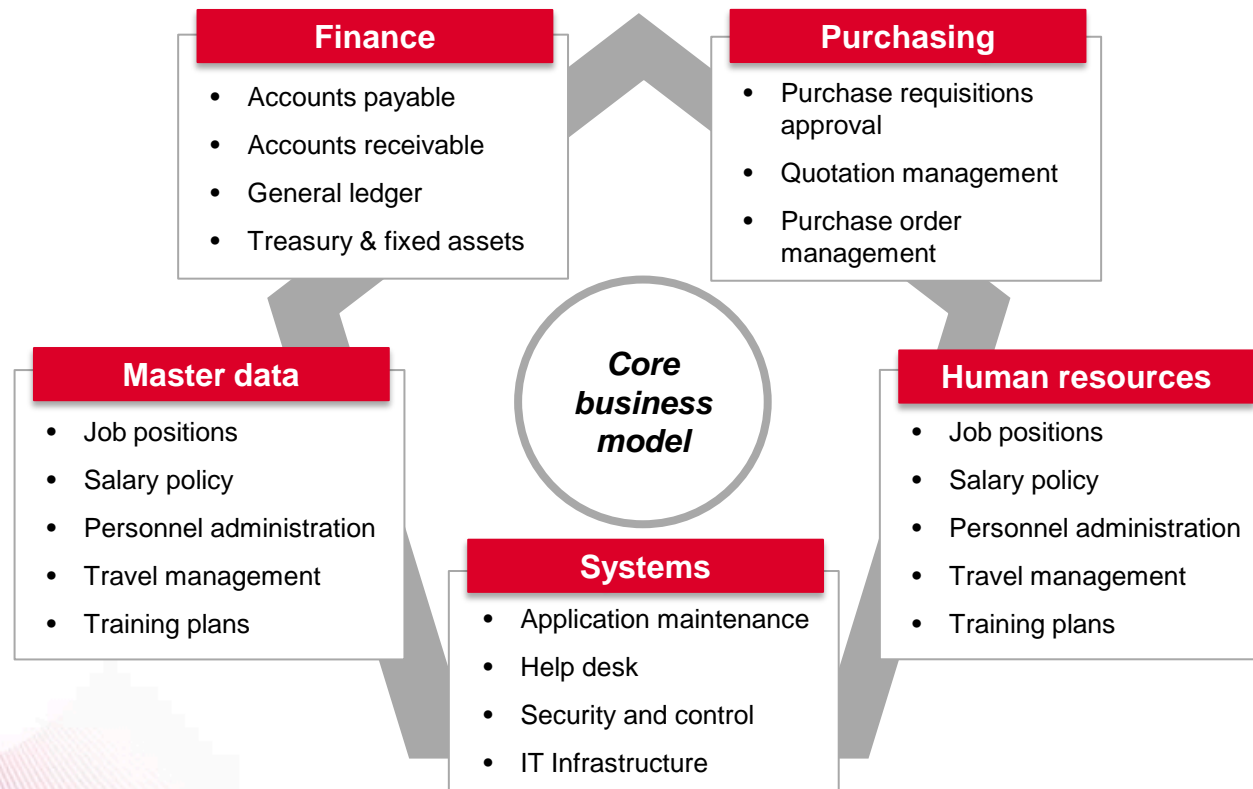 Finance
• Accounts payable
• Accounts receivable
• General ledger
• Treasury & fixed assets
Purchasing
• Purchase requisitions
approval
• Quotation management
• Purchase order
management
Core
business
model
Master data
• Job positions
• Salary policy
• Personnel administration
• Travel management
• Training plans
Human resources
• Job positions
• Salary policy
• Personnel administration
• Travel management
• Training plans
Systems
• Application maintenance
• Help desk
• Security and control
• IT Infrastructure